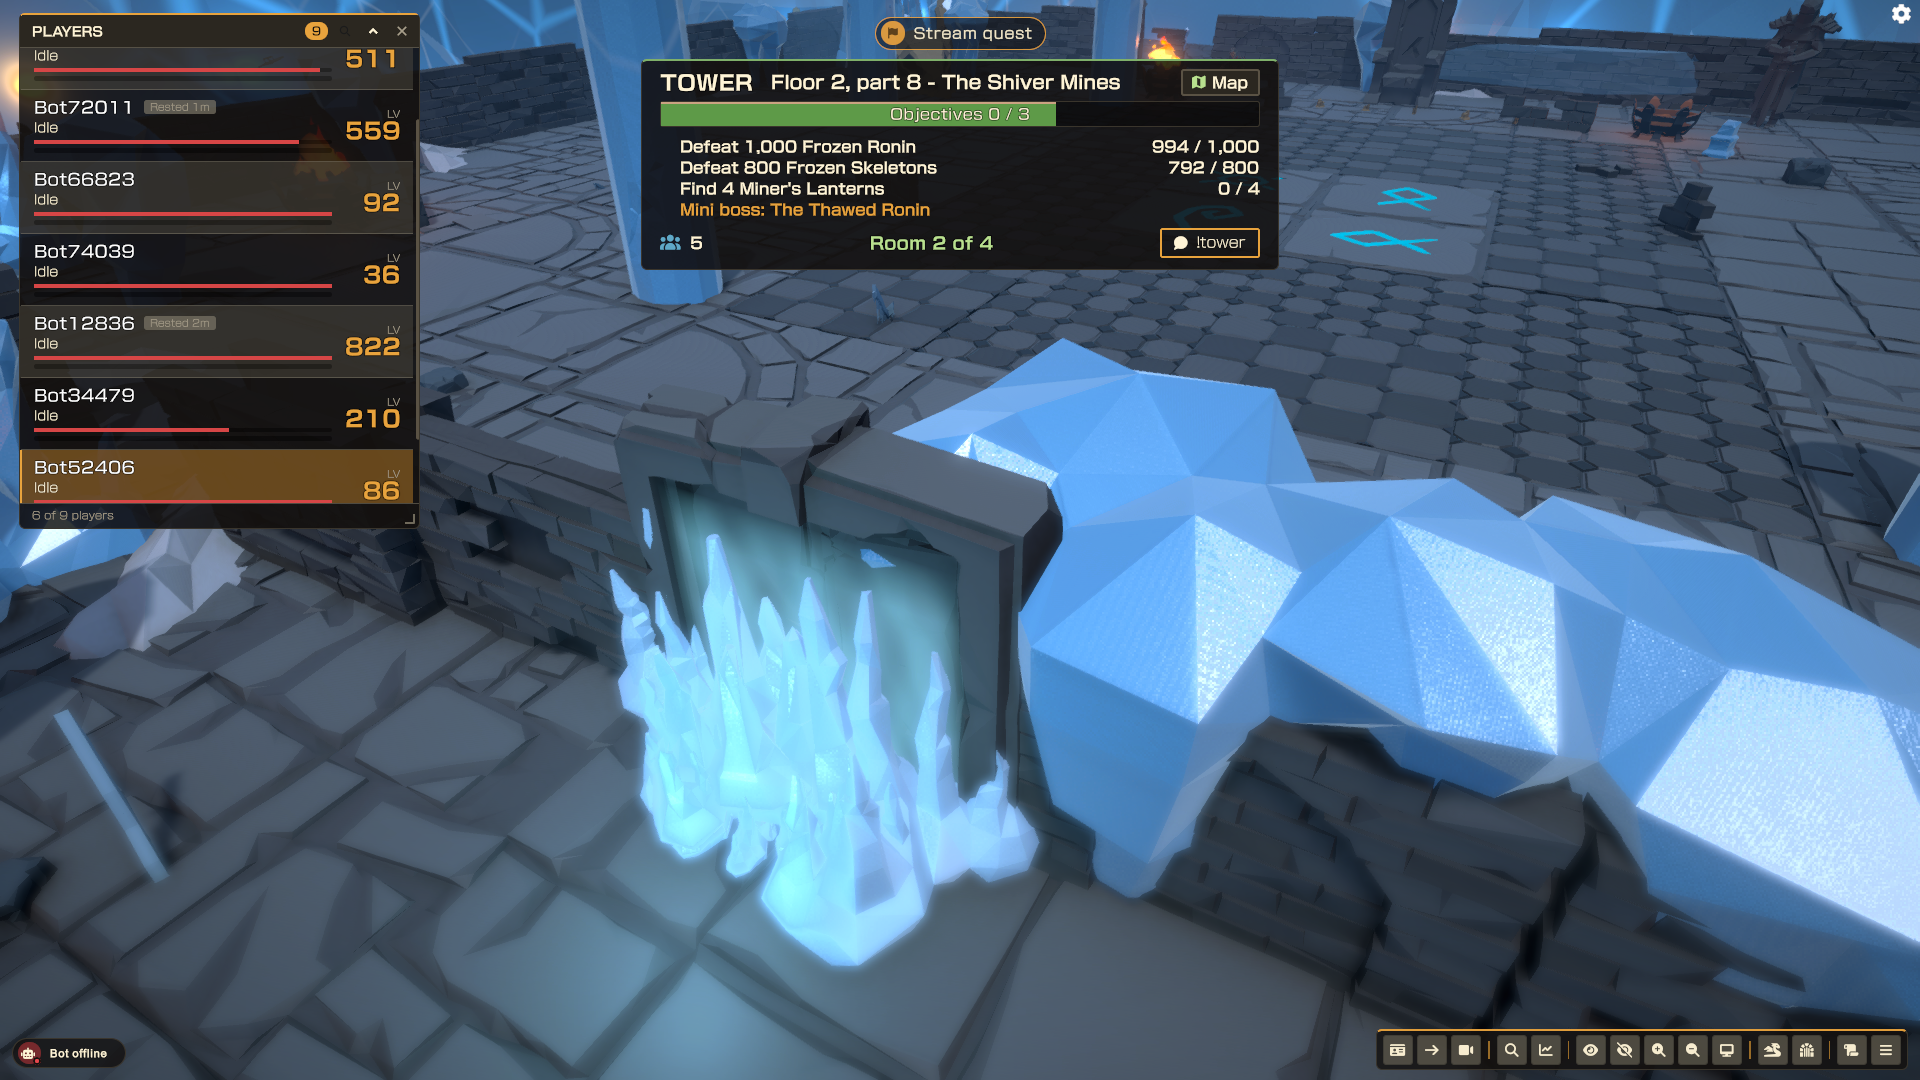 PLAYERS 9
Idle 511
Bot72011 Rested 1m LV
Idle 559
Bot66823 LV
Idle 92
Bot74039 LV
Idle 36
Bot12836 Rested 2m LV
Idle 822
Bot34479 LV
Idle 210
Bot52406 LV
Idle 86
6 of 9 players
Stream quest
TOWER Floor 2, part 8 - The Shiver Mines Map
Objectives 0 / 3
Defeat 1,000 Frozen Ronin 994 / 1,000
Defeat 800 Frozen Skeletons 792 / 800
Find 4 Miner's Lanterns 0 / 4
Mini boss: The Thawed Ronin
5 Room 2 of 4 !tower
Bot offline